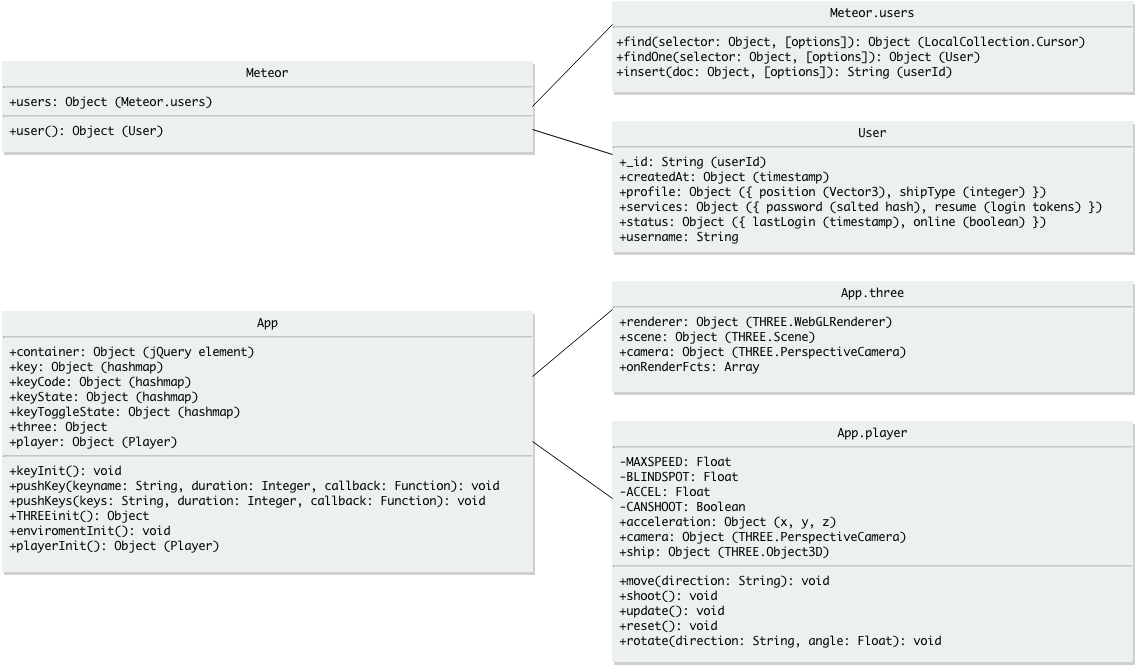 Meteor.users
+find(selector: Object, [options]): Object (LocalCollection.Cursor)
+findOne(selector: Object, [options]): Object (User)
+insert(doc: Object, [options]): String (userId)
Meteor
+users: Object (Meteor.users)
+user(): Object (User)
User
+_id: String (userId)
+createdAt: Object (timestamp)
+profile: Object ({ position (Vector3), shipType (integer) })
+services: Object ({ password (salted hash), resume (login tokens) })
+status: Object ({ lastLogin (timestamp), online (boolean) })
+username: String
App
+container: Object (jQuery element)
+key: Object (hashmap)
+keyCode: Object (hashmap)
+keyState: Object (hashmap)
+keyToggleState: Object (hashmap)
+three: Object
+player: Object (Player)
+keyInit(): void
+pushKey(keyname: String, duration: Integer, callback: Function): void
+pushKeys(keys: String, duration: Integer, callback: Function): void
+THREEinit(): Object
+enviromentInit(): void
+playerInit(): Object (Player)
App.three
+renderer: Object (THREE.WebGLRenderer)
+scene: Object (THREE.Scene)
+camera: Object (THREE.PerspectiveCamera)
+onRenderFcts: Array
App.player
-MAXSPEED: Float
-BLINDSPOT: Float
-ACCEL: Float
-CANSHOOT: Boolean
+acceleration: Object (x, y, z)
+camera: Object (THREE.PerspectiveCamera)
+ship: Object (THREE.Object3D)
+move(direction: String): void
+shoot(): void
+update(): void
+reset(): void
+rotate(direction: String, angle: Float): void